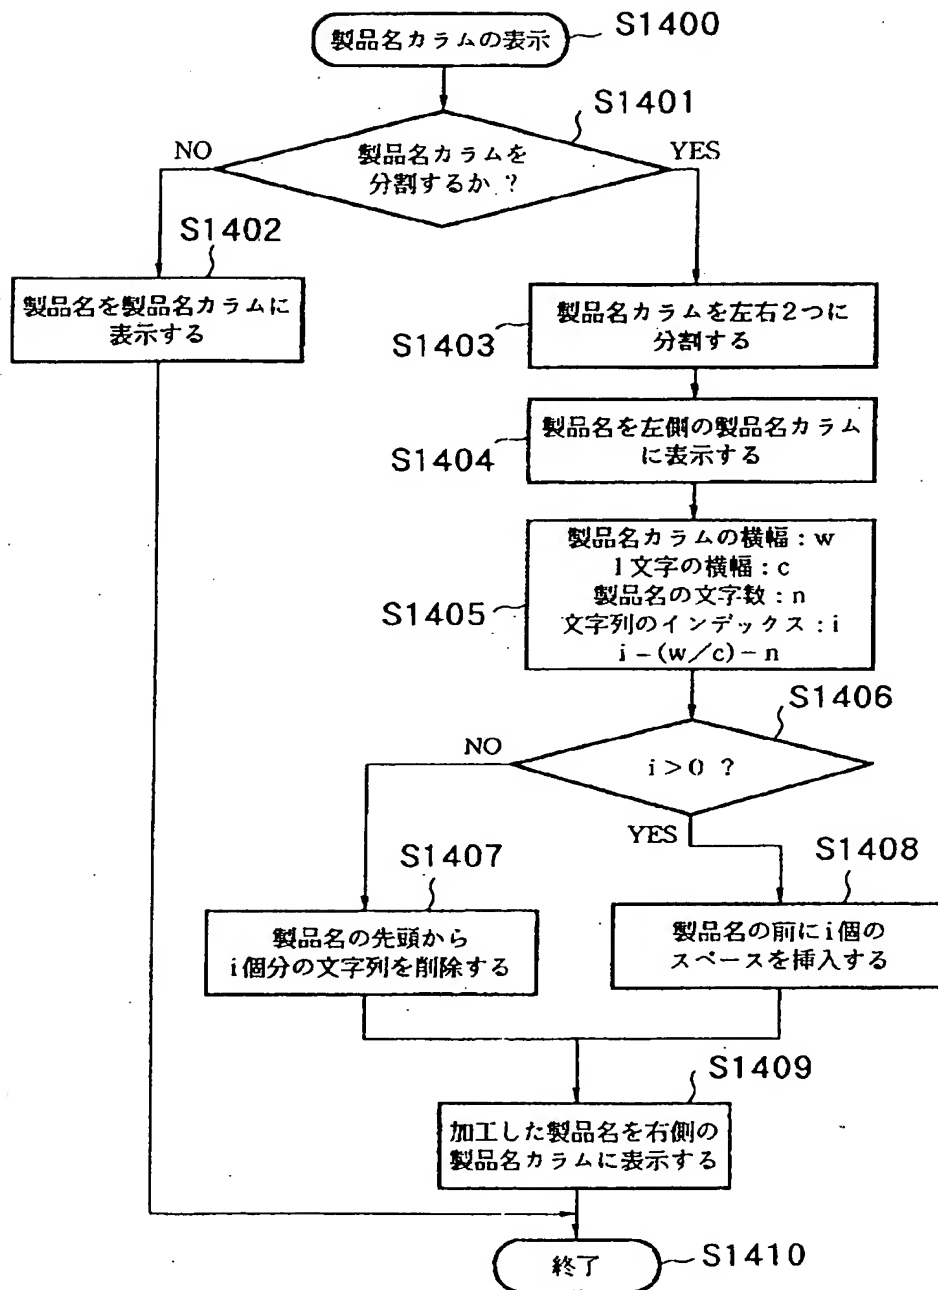 製品名カラムの表示
S1400
S1401
製品名カラムを
分割するか ?
NO
YES
S1402
製品名を製品名カラムに
表示する
S1403
製品名カラムを左右2つに
分割する
S1404
製品名を左側の製品名カラム
に表示する
S1405
製品名カラムの横幅:w
1文字の横幅:c
製品名の文字数:n
文字列のインデックス:i
i-(w/c)-n
S1406
i>0 ?
NO
YES
S1407
製品名の先頭から
i個分の文字列を削除する
S1408
製品名の前にi個の
スペースを挿入する
S1409
加工した製品名を右側の
製品名カラムに表示する
終了
S1410